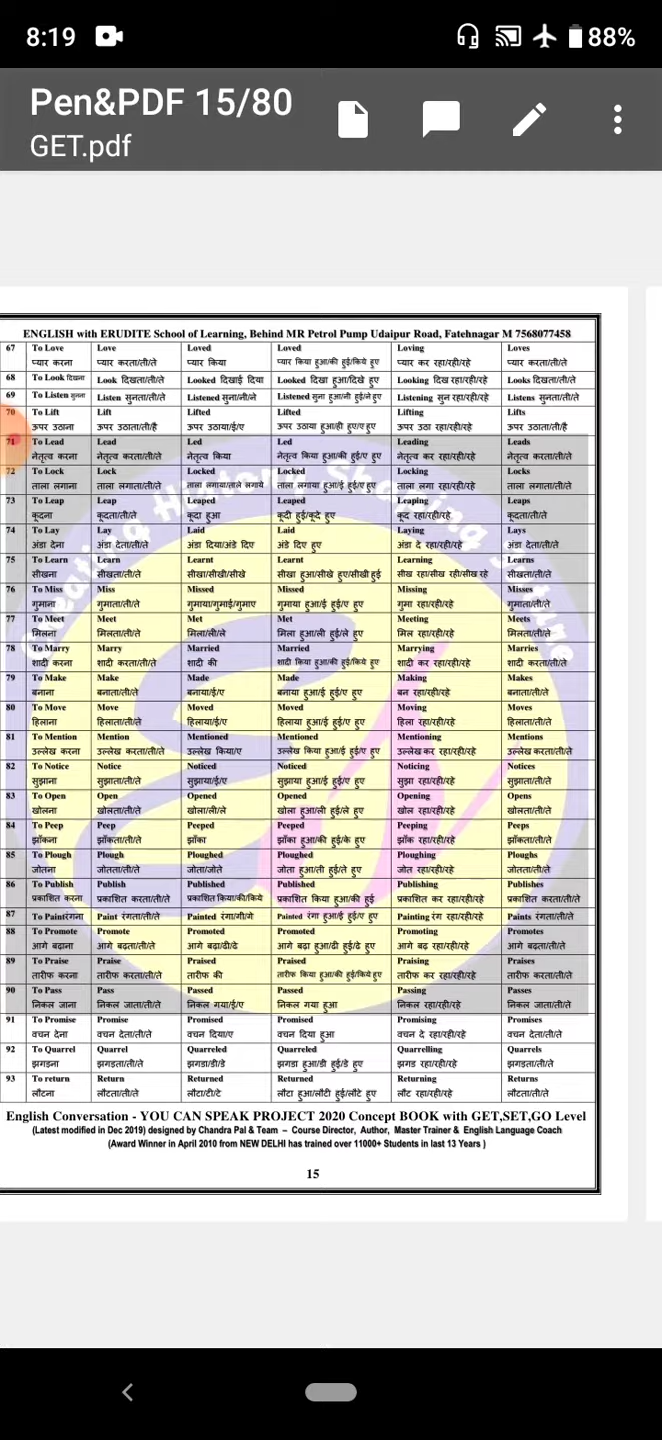 8:19
88%
Pen&PDF 15/80
GET.pdf
ENGLISH with ERUDITE School of Learning, Behind MR Petrol Pump Udaipur Road, Fatehnagar M 7568077458
67 To Love Love Loved Loved Loving Loves
प्यार करना प्यार करता/ती/ते प्यार किया प्यार किया हुआ/की हुई/किये हुए प्यार कर रहा/रही/रहे प्यार करता/ती/ते
68 To Look दिखना Look दिखता/ती/ते Looked दिखाई दिया Looked दिखा हुआ/दिखे हुए Looking दिख रहा/रही/रहे Looks दिखता/ती/ते
69 To Listen सुनना Listen सुनता/ती/ते Listened सुना/नी/ने Listened सुना हुआ/नी हुई/ने हुए Listening सुन रहा/रही/रहे Listens सुनता/ती/ते
70 To Lift Lift Lifted Lifted Lifting Lifts
ऊपर उठाना ऊपर उठाता/ती/है ऊपर उठाया/ई/ए ऊपर उठाया हुआ/ही हुए/ए हुए ऊपर उठा रहा/रही/रहे ऊपर उठाता/ती/है
71 To Lead Lead Led Led Leading Leads
नेतृत्व करना नेतृत्व करता/ती/ते नेतृत्व किया नेतृत्व किया हुआ/की हुई/ए हुए नेतृत्व कर रहा/रही/रहे नेतृत्व करता/ती/ते
72 To Lock Lock Locked Locked Locking Locks
ताला लगाना ताला लगाता/ती/ते ताला लगाया/ताले लगाये ताला लगाया हुआ/ई हुई/ए हुए ताला लगा रहा/रही/रहे ताला लगाता/ती/ते
73 To Leap Leap Leaped Leaped Leaping Leaps
कूदना कूदता/ती/ते कूदा हुआ कूदी हुई/कूदे हुए कूद रहा/रही/रहे कूदता/ती/ते
74 To Lay Lay Laid Laid Laying Lays
अंडा देना अंडा देता/ती/ते अंडा दिया/अंडे दिए अंडे दिए हुए अंडा दे रहा/रही/रहे अंडा देता/ती/ते
75 To Learn Learn Learnt Learnt Learning Learns
सीखना सीखता/ती/ते सीखा/सीखी/सीखे सीखा हुआ/सीखे हुए/सीखी हुई सीख रहा/सीख रही/सीख रहे सीखता/ती/ते
76 To Miss Miss Missed Missed Missing Misses
गुमाना गुमाता/ती/ते गुमाया/गुमाई/गुमाए गुमाया हुआ/ई हुई/ए हुए गुमा रहा/रही/रहे गुमाता/ती/ते
77 To Meet Meet Met Met Meeting Meets
मिलना मिलता/ती/ते मिला/ली/ले मिला हुआ/ली हुई/ले हुए मिल रहा/रही/रहे मिलता/ती/ते
78 To Marry Marry Married Married Marrying Marries
शादी करना शादी करता/ती/ते शादी की शादी किया हुआ/की हुई/किये हुए शादी कर रहा/रही/रहे शादी करता/ती/ते
79 To Make Make Made Made Making Makes
बनाना बनाता/ती/ते बनाया/ई/ए बनाया हुआ/ई हुई/ए हुए बन रहा/रही/रहे बनाता/ती/ते
80 To Move Move Moved Moved Moving Moves
हिलाना हिलाता/ती/ते हिलाया/ई/ए हिलाया हुआ/ई हुई/ए हुए हिला रहा/रही/रहे हिलाता/ती/ते
81 To Mention Mention Mentioned Mentioned Mentioning Mentions
उल्लेख करना उल्लेख करता/ती/ते उल्लेख किया/ए उल्लेख किया हुआ/ई हुई/ए हुए उल्लेख कर रहा/रही/रहे उल्लेख करता/ती/ते
82 To Notice Notice Noticed Noticed Noticing Notices
सुझाना सुझाता/ती/ते सुझाया/ई/ए सुझाया हुआ/ई हुई/ए हुए सुझा रहा/रही/रहे सुझाता/ती/ते
83 To Open Open Opened Opened Opening Opens
खोलना खोलता/ती/ते खोला/ली/ले खोला हुआ/ली हुई/ले हुए खोल रहा/रही/रहे खोलता/ती/ते
84 To Peep Peep Peeped Peeped Peeping Peeps
झाँकना झाँकता/ती/ते झाँका झाँका हुआ/की हुई/के हुए झाँक रहा/रही/रहे झाँकता/ती/ते
85 To Plough Plough Ploughed Ploughed Ploughing Ploughs
जोतना जोतता/ती/ते जोता/जोते जोता हुआ/ती हुई/ते हुए जोत रहा/रही/रहे जोतता/ती/ते
86 To Publish Publish Published Published Publishing Publishes
प्रकाशित करना प्रकाशित करता/ती/ते प्रकाशित किया/की/किये प्रकाशित किया हुआ/की हुई प्रकाशित कर रहा/रही/रहे प्रकाशित करता/ती/ते
87 To Paintरंगना Paint रंगता/ती/ते Painted रंगा/गी/गे Painted रंगा हुआ/ई हुई/ए हुए Painting रंग रहा/रही/रहे Paints रंगता/ती/ते
88 To Promote Promote Promoted Promoted Promoting Promotes
आगे बढ़ाना आगे बढ़ता/ती/ते आगे बढ़ा/ढी/ढे आगे बढ़ा हुआ/ढी हुई/ढे हुए आगे बढ़ रहा/रही/रहे आगे बढ़ता/ती/ते
89 To Praise Praise Praised Praised Praising Praises
तारीफ करना तारीफ करता/ती/ते तारीफ की तारीफ किया हुआ/की हुई/किये हुए तारीफ कर रहा/रही/रहे तारीफ करता/ती/ते
90 To Pass Pass Passed Passed Passing Passes
निकल जाना निकल जाता/ती/ते निकल गया/ई/ए निकल गया हुआ निकल रहा/रही/रहे निकल जाता/ती/ते
91 To Promise Promise Promised Promised Promising Promises
वचन देना वचन देता/ती/ते वचन दिया/ए वचन दिया हुआ वचन दे रहा/रही/रहे वचन देता/ती/ते
92 To Quarrel Quarrel Quarreled Quarreled Quarrelling Quarrels
झगड़ना झगडता/ती/ते झगडा/डी/डे झगडा हुआ/डी हुई/डे हुए झगड रहा/रही/रहे झगडता/ती/ते
93 To return Return Returned Returned Returning Returns
लौटना लौटता/ती/ते लौटा/टी/टे लौटा हुआ/लौटी हुई/लौटे हुए लौट रहा/रही/रहे लौटता/ती/ते
English Conversation - YOU CAN SPEAK PROJECT 2020 Concept BOOK with GET,SET,GO Level
(Latest modified in Dec 2019) designed by Chandra Pal & Team – Course Director, Author, Master Trainer & English Language Coach
(Award Winner in April 2010 from NEW DELHI has trained over 11000+ Students in last 13 Years )
15